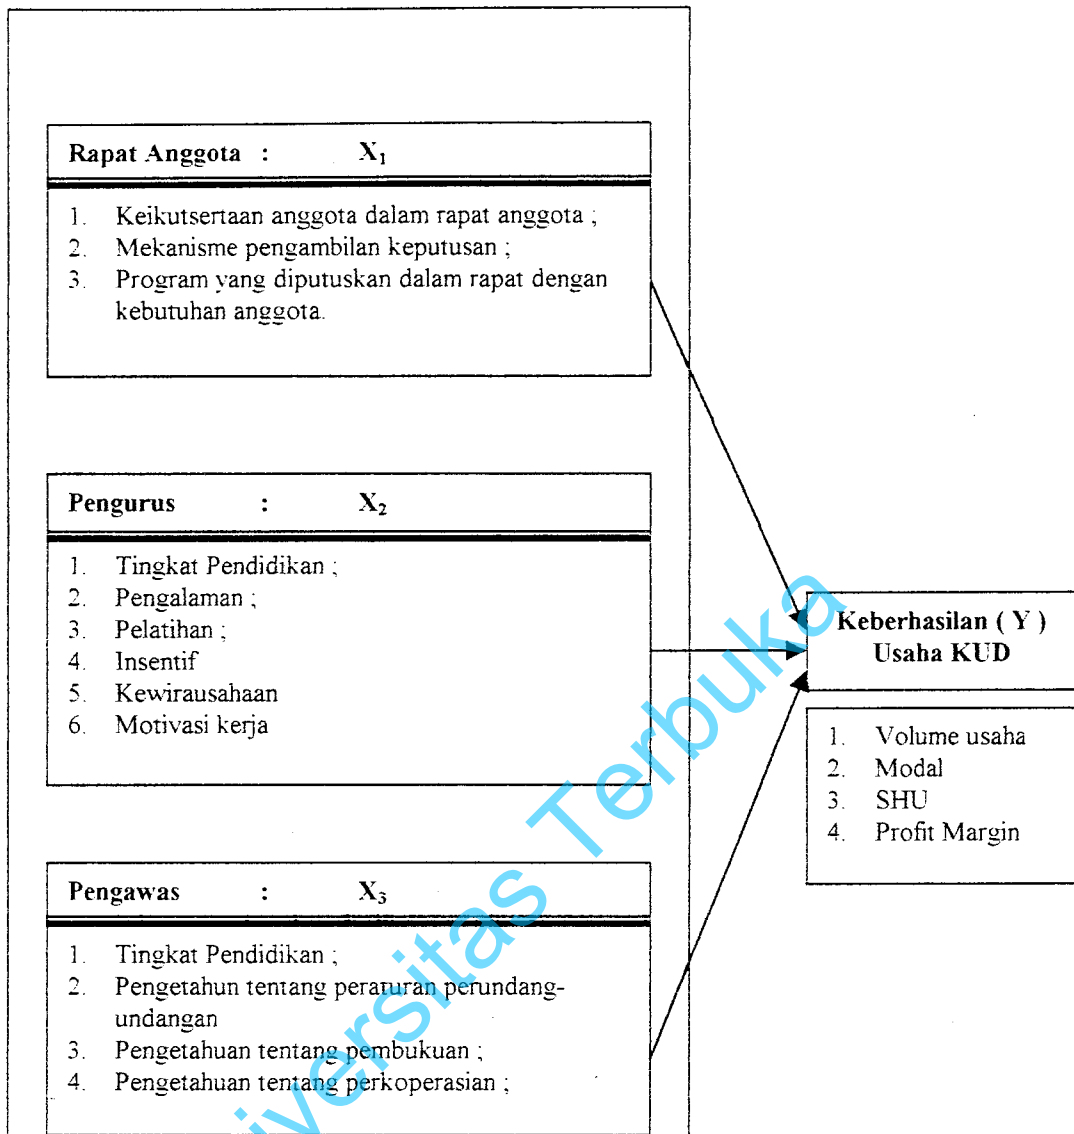 Rapat Anggota : X₁
1. Keikutsertaan anggota dalam rapat anggota ;
2. Mekanisme pengambilan keputusan ;
3. Program yang diputuskan dalam rapat dengan
kebutuhan anggota.
Pengurus : X₂
1. Tingkat Pendidikan ;
2. Pengalaman ;
3. Pelatihan ;
4. Insentif
5. Kewirausahaan
6. Motivasi kerja
Pengawas : X₃
1. Tingkat Pendidikan ;
2. Pengetahun tentang peraturan perundang-
undangan
3. Pengetahuan tentang pembukuan ;
4. Pengetahuan tentang perkoperasian ;
Keberhasilan ( Y )
Usaha KUD
1. Volume usaha
2. Modal
3. SHU
4. Profit Margin
iversitas Terbuka